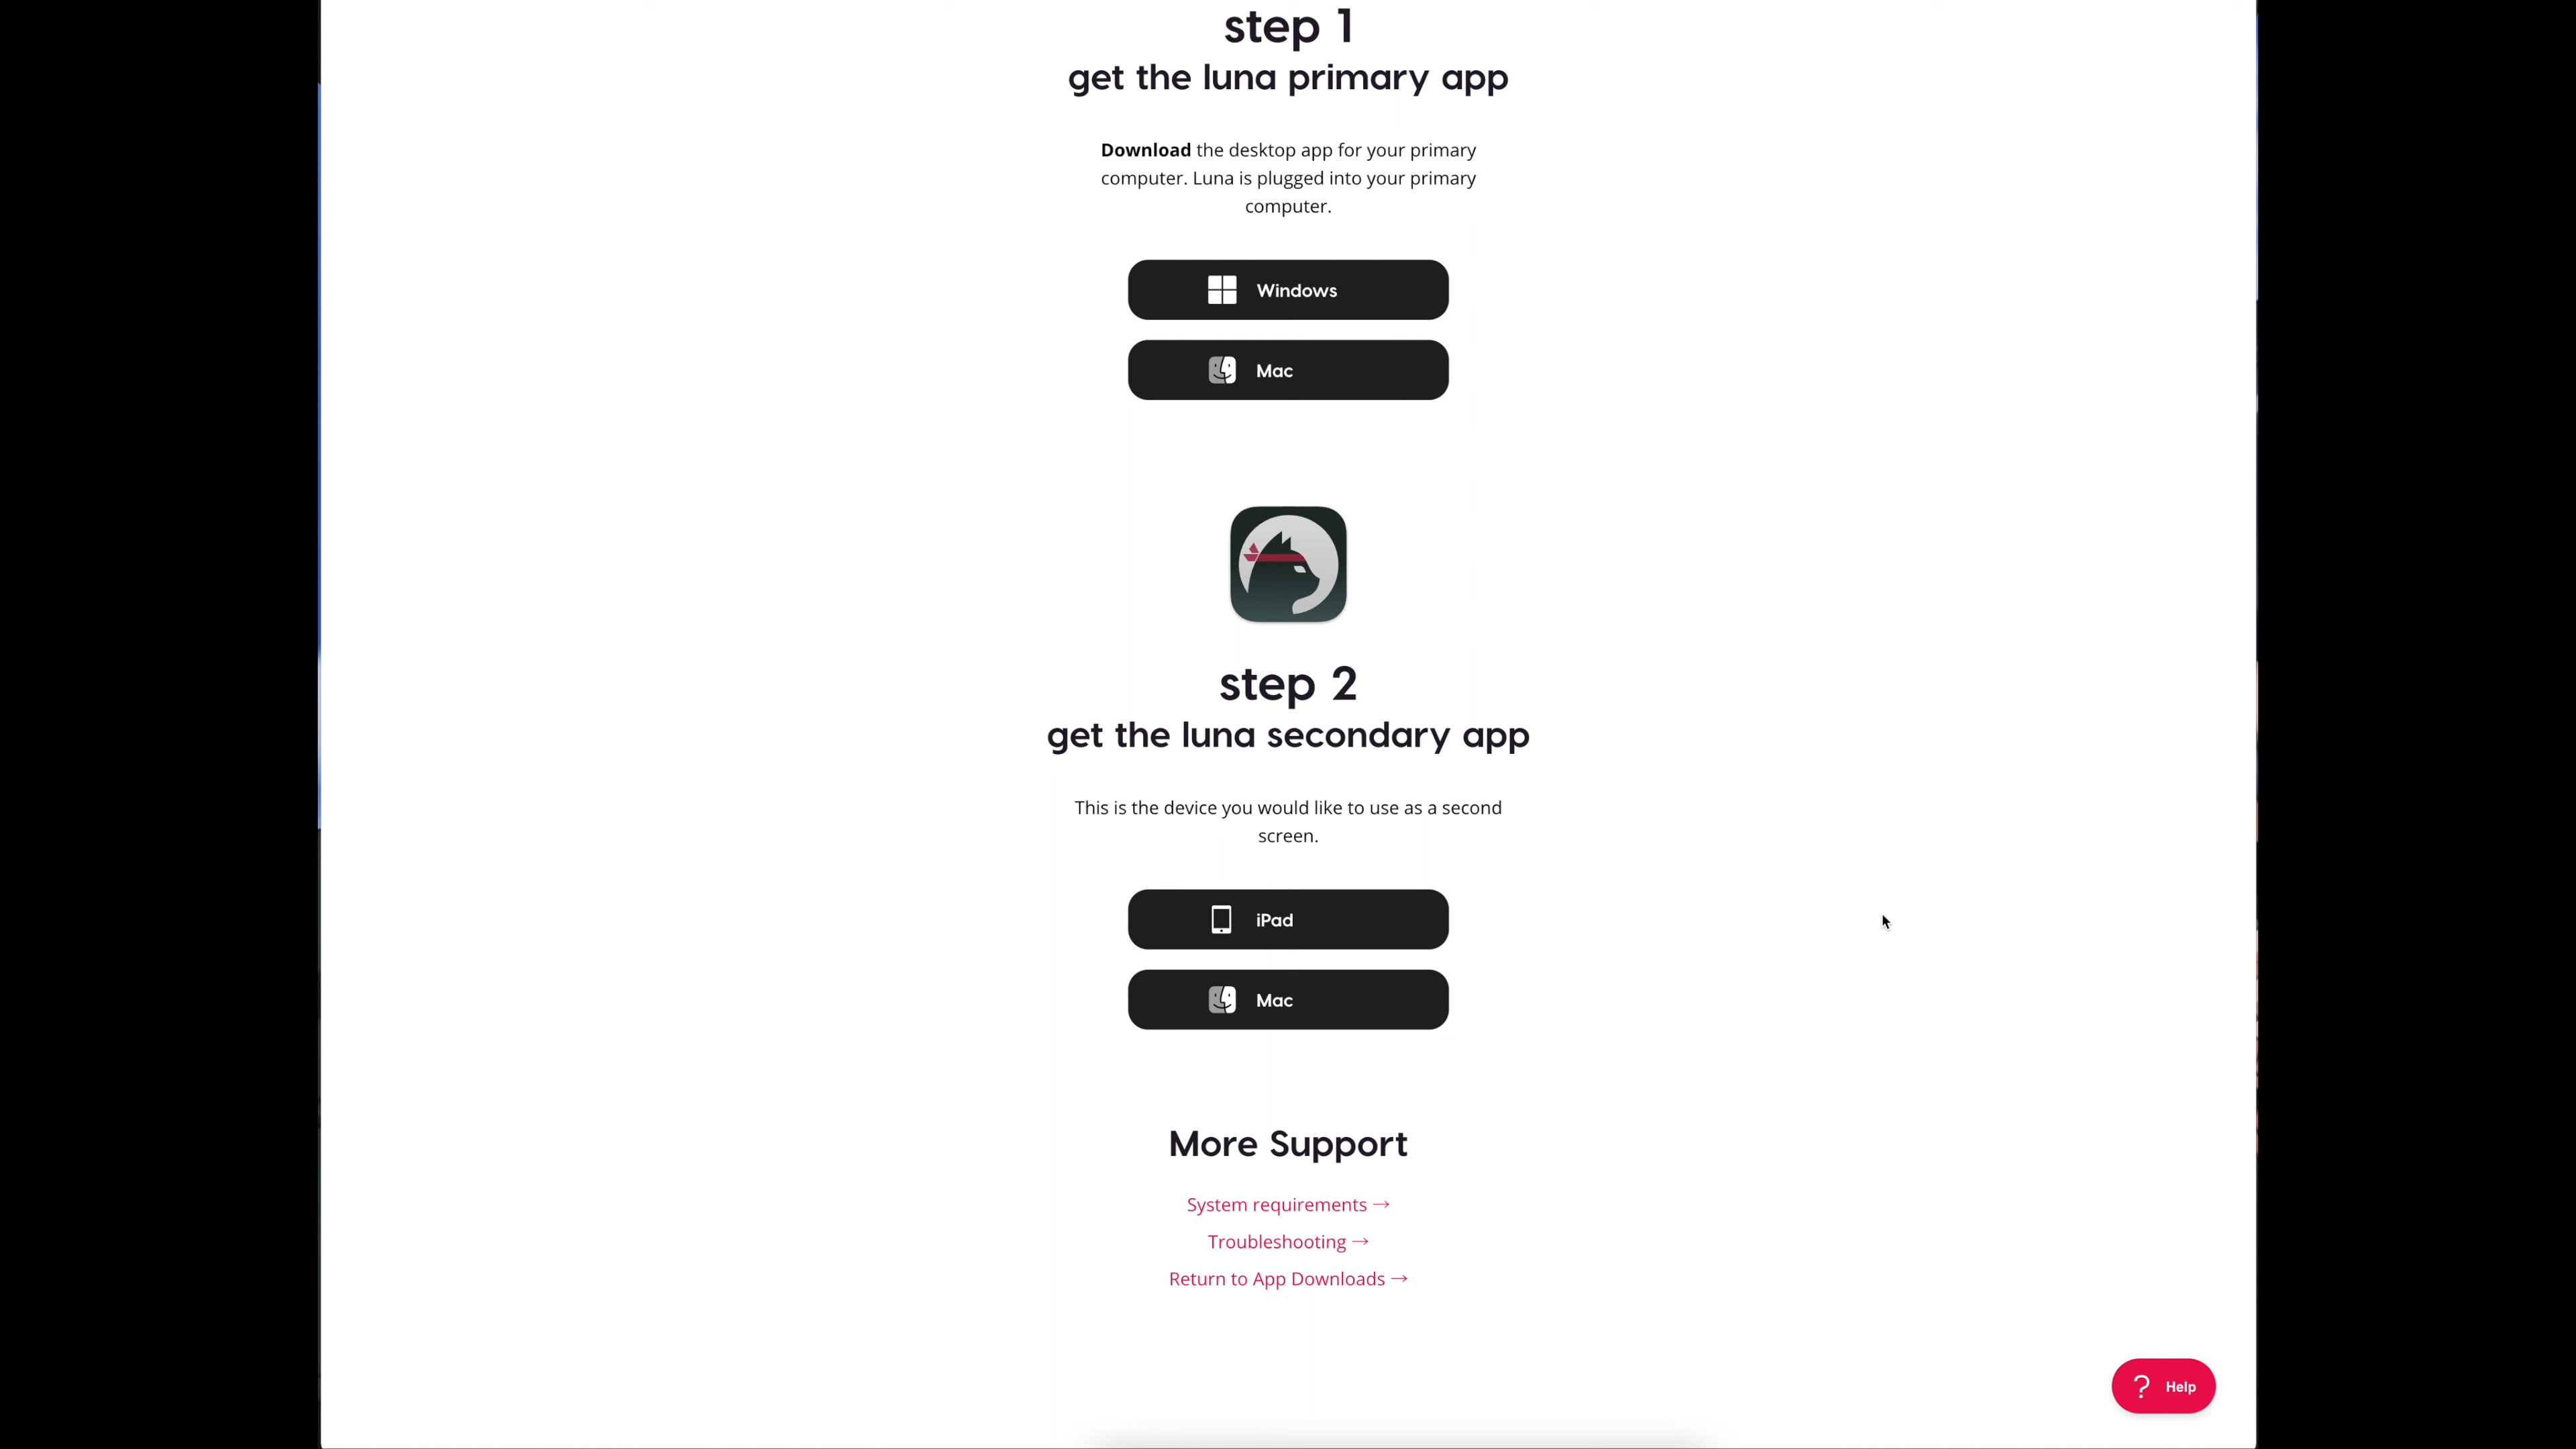 step 1
get the luna primary app
Download the desktop app for your primary
computer. Luna is plugged into your primary
computer.
Windows
Mac
step 2
get the luna secondary app
This is the device you would like to use as a second
screen.
iPad
Mac
More Support
System requirements →
Troubleshooting →
Return to App Downloads →
? Help